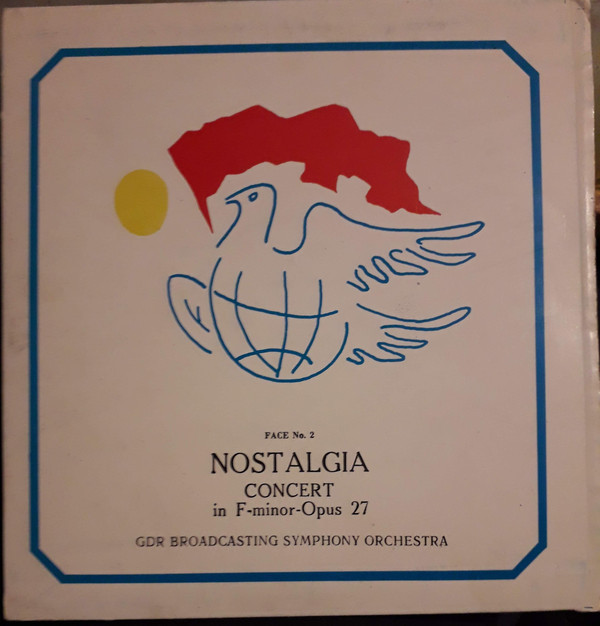 FACE No. 2
NOSTALGIA
CONCERT
in F-minor-Opus 27
GDR BROADCASTING SYMPHONY ORCHESTRA